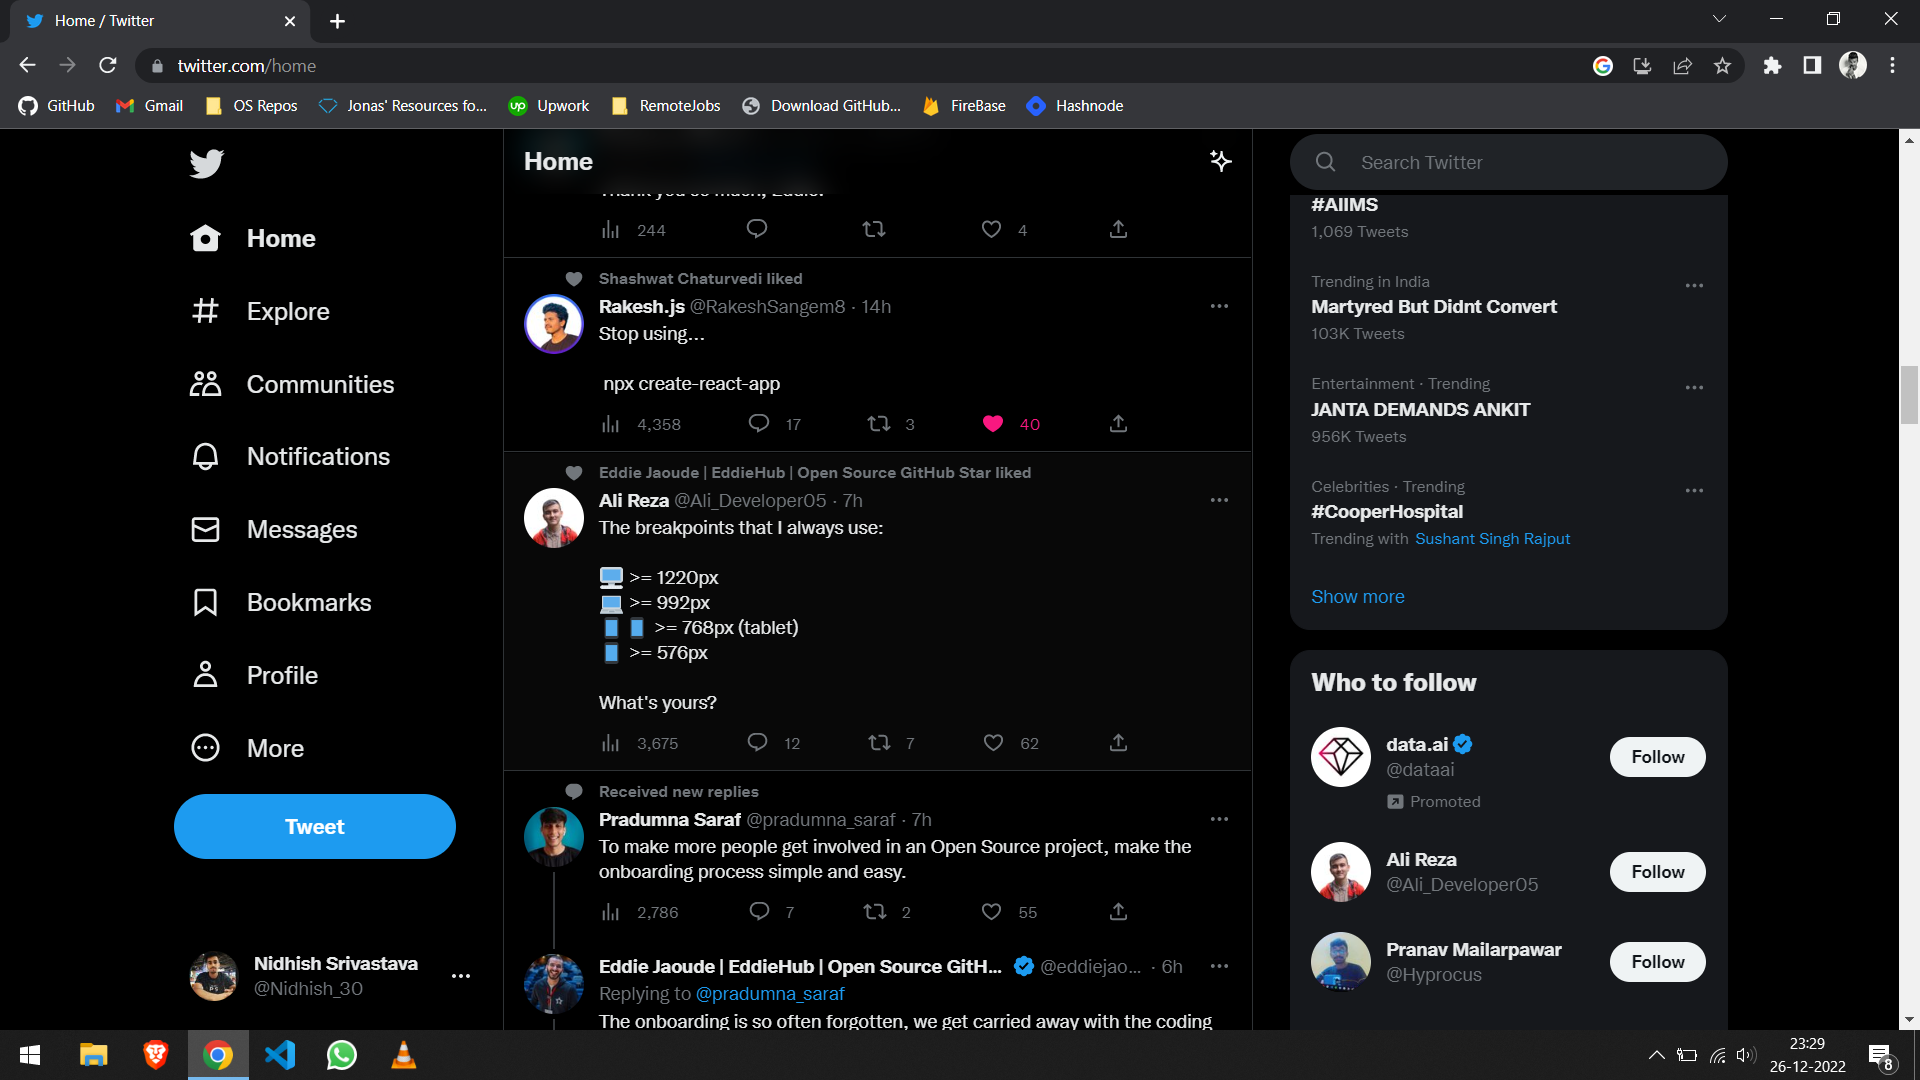 Home / Twitter
twitter.com/home
GitHub
Gmail
OS Repos
Jonas' Resources fo...
Upwork
RemoteJobs
Download GitHub...
FireBase
Hashnode
Home
Explore
Communities
Notifications
Messages
Bookmarks
Profile
More
Tweet
Nidhish Srivastava
@Nidhish_30
Home
Thank you so much, Eddie!
244
4
Shashwat Chaturvedi liked
Rakesh.js @RakeshSangem8 · 14h
Stop using...
npx create-react-app
4,358 17 3 40
Eddie Jaoude | EddieHub | Open Source GitHub Star liked
Ali Reza @Ali_Developer05 · 7h
The breakpoints that I always use:
>= 1220px
>= 992px
>= 768px (tablet)
>= 576px
What's yours?
3,675 12 7 62
Received new replies
Pradumna Saraf @pradumna_saraf · 7h
To make more people get involved in an Open Source project, make the
onboarding process simple and easy.
2,786 7 2 55
Eddie Jaoude | EddieHub | Open Source GitH... @eddiejao... · 6h
Replying to @pradumna_saraf
The onboarding is so often forgotten, we get carried away with the coding
Search Twitter
#AIIMS
1,069 Tweets
Trending in India
Martyred But Didnt Convert
103K Tweets
Entertainment · Trending
JANTA DEMANDS ANKIT
956K Tweets
Celebrities · Trending
#CooperHospital
Trending with Sushant Singh Rajput
Show more
Who to follow
data.ai
@dataai
Promoted
Follow
Ali Reza
@Ali_Developer05
Follow
Pranav Mailarpawar
@Hyprocus
Follow
23:29
26-12-2022
8